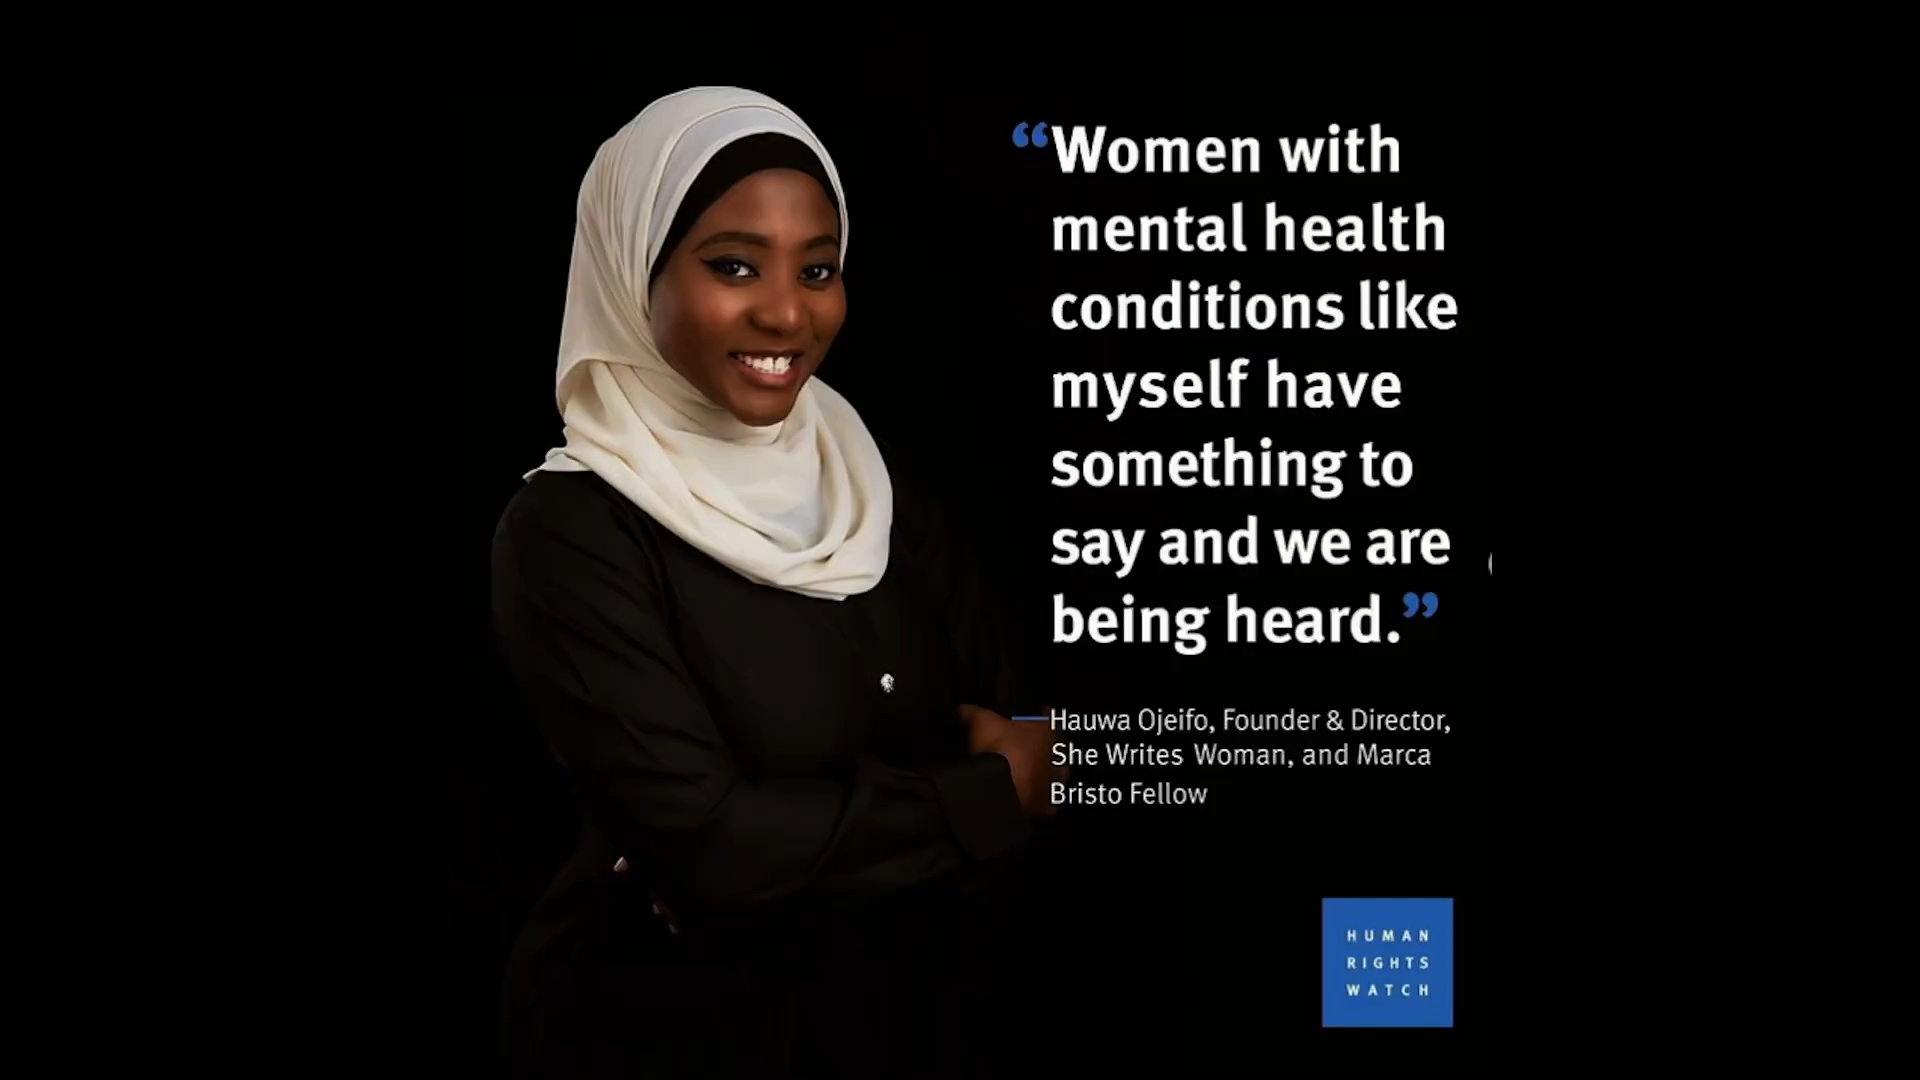 “Women with
mental health
conditions like
myself have
something to
say and we are
being heard.”
—Hauwa Ojeifo, Founder & Director,
She Writes Woman, and Marca
Bristo Fellow
HUMAN
RIGHTS
WATCH